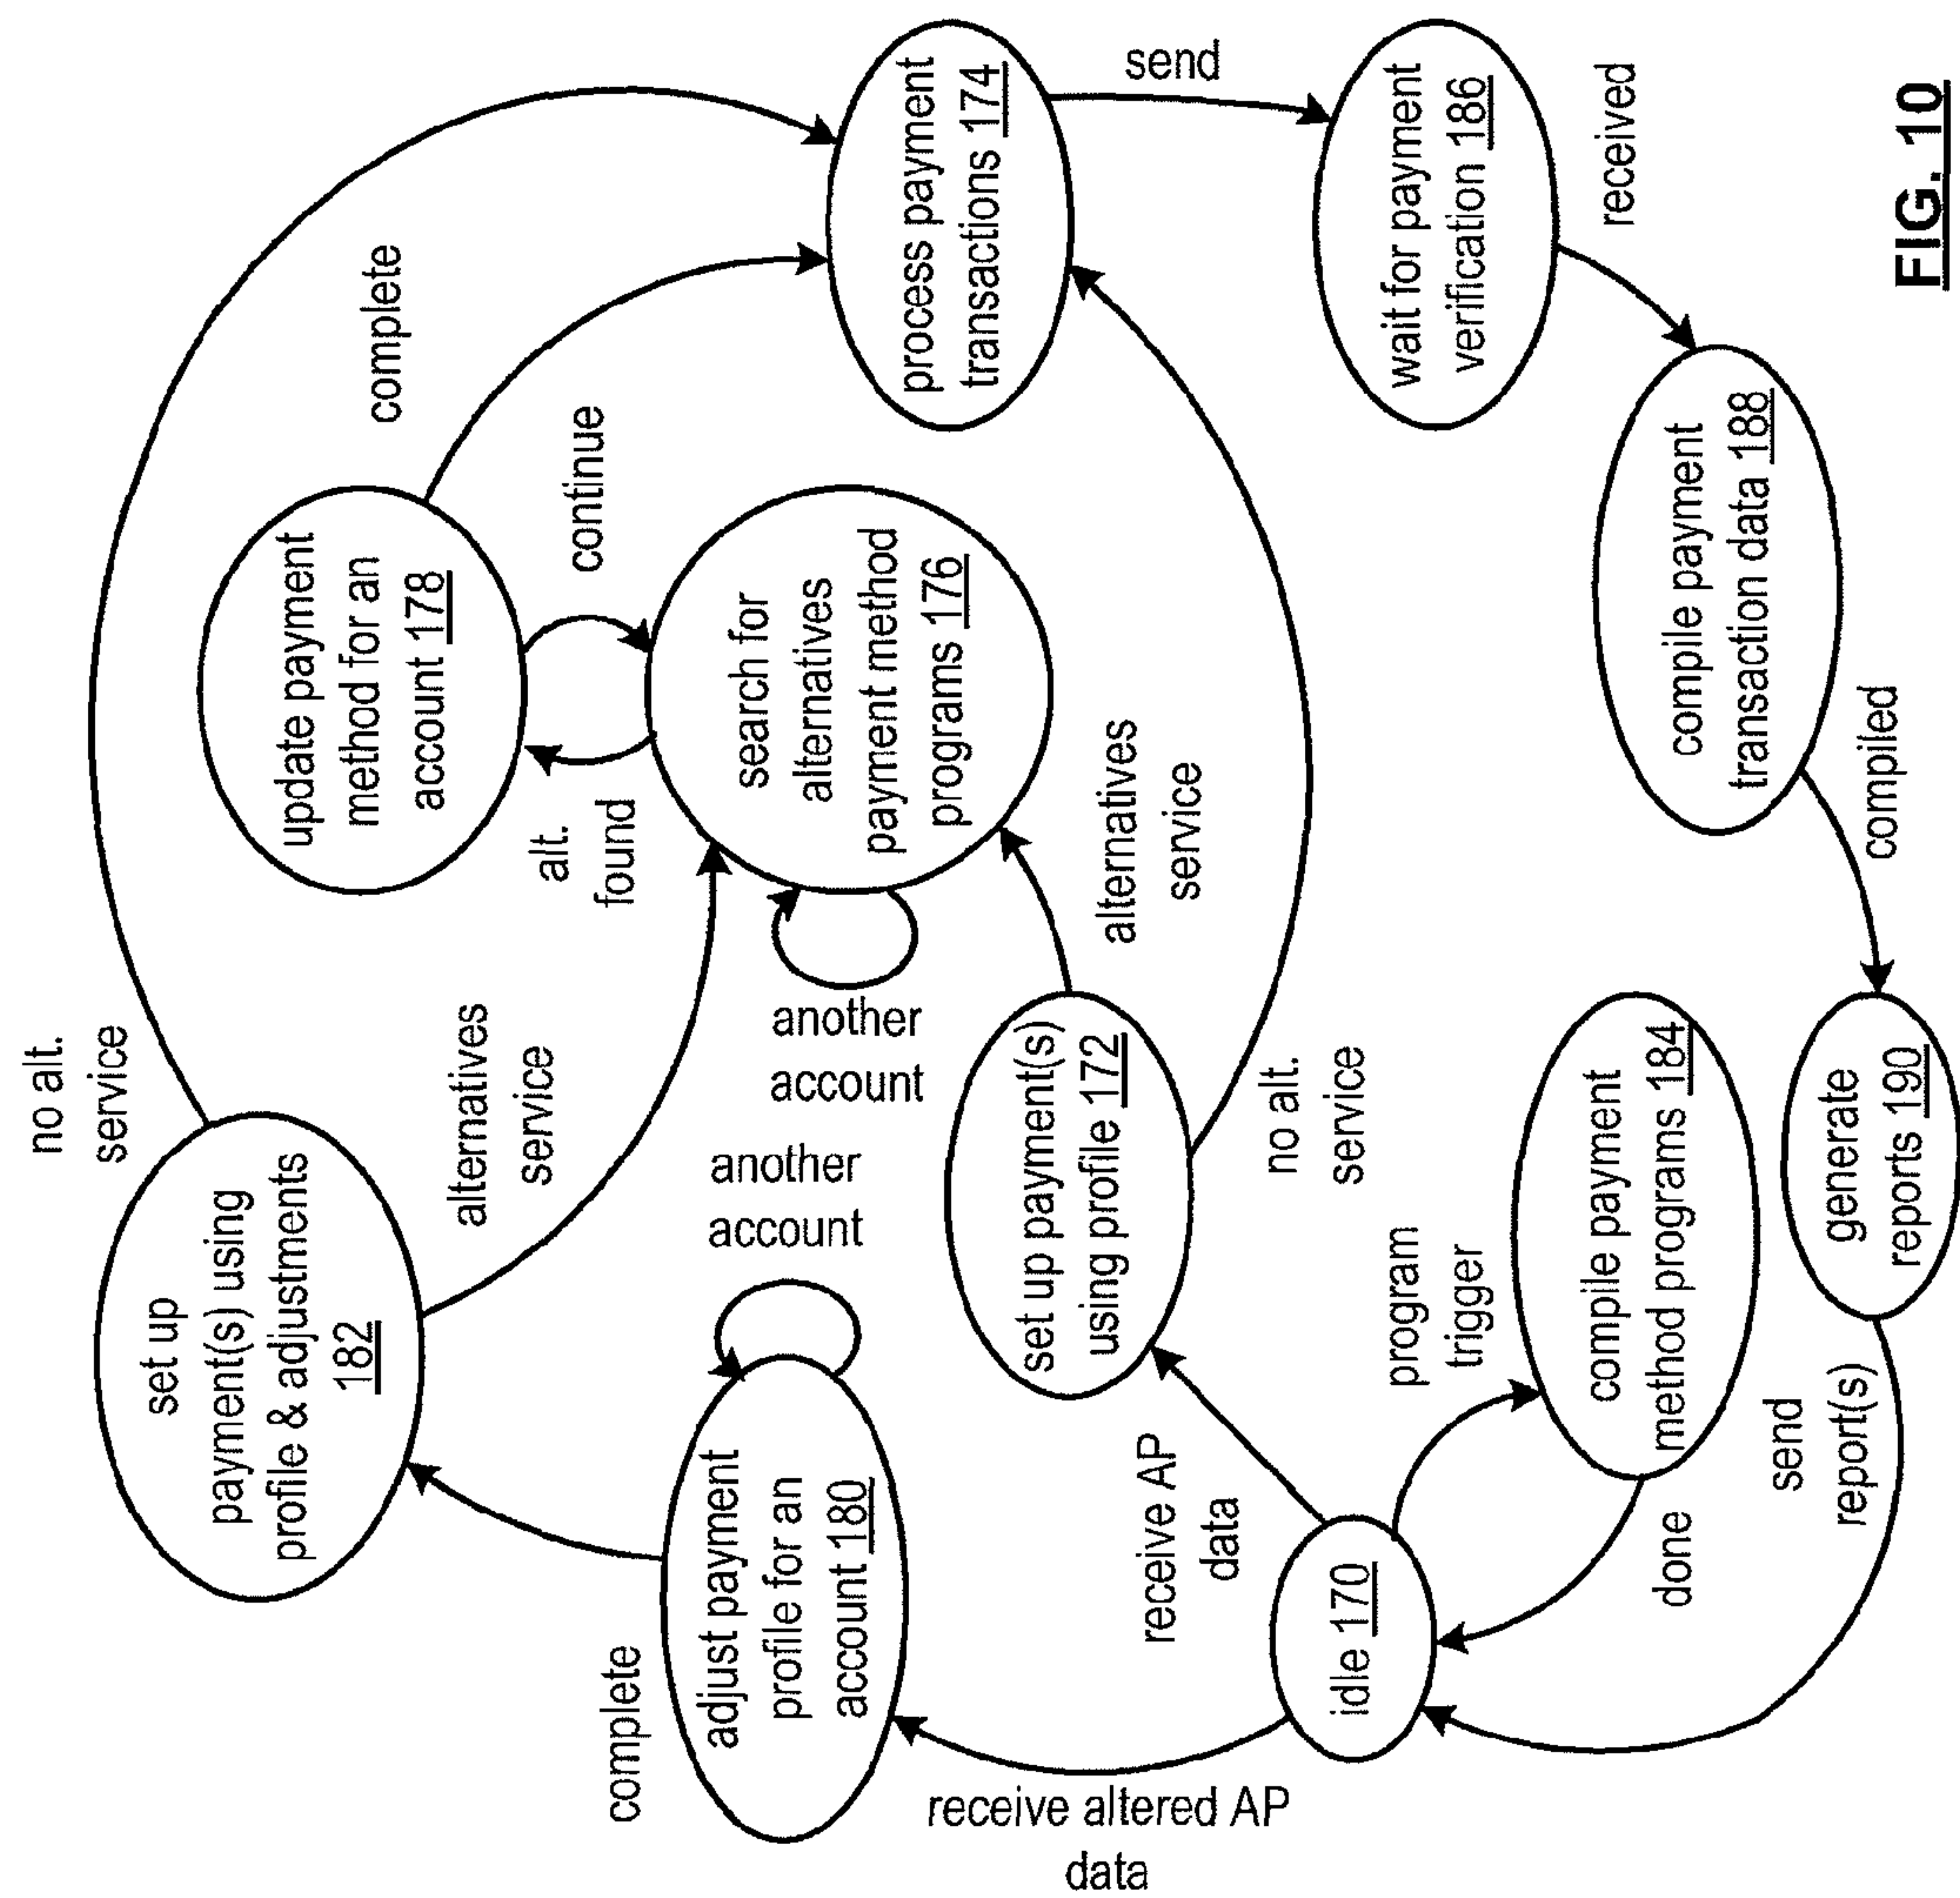 no alt.
service
set up
payment(s) using
profile & adjustments
182
complete
update payment
method for an
account 178
alternatives
service
continue
alt.
found
complete
adjust payment
profile for an
account 180
another
account
another
account
search for
alternatives
payment method
programs 176
process payment
transactions 174
send
set up payment(s)
using profile 172
alternatives
service
receive altered AP
data
receive AP
data
no alt.
service
idle 170
program
trigger
wait for payment
verification 186
received
done
compile payment
method programs 184
compile payment
transaction data 188
compiled
send
report(s)
generate
reports 190
FIG. 10